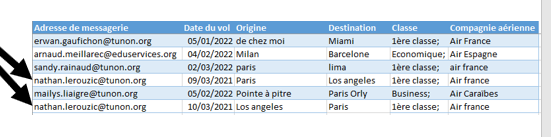 Adresse de messagerie Date du vol Origine Destination Classe Compagnie aérienne
erwan.gaufichon@tunon.org 05/01/2022 de chez moi Miami 1ère classe; Air france
arnaud.meillarec@eduservices.org 04/02/2022 Milan Barcelone Economique; Air Espagne
sandy.rainaud@tunon.org 02/03/2022 paris lima 1ère classe; air france
nathan.lerouzic@tunon.org 09/03/2021 Paris Los angeles 1ère classe; Air france
mailys.liaigre@tunon.org 05/02/2022 Pointe à pitre Paris Orly Business; Air Caraïbes
nathan.lerouzic@tunon.org 10/03/2021 Los angeles Paris 1ère classe; Air france